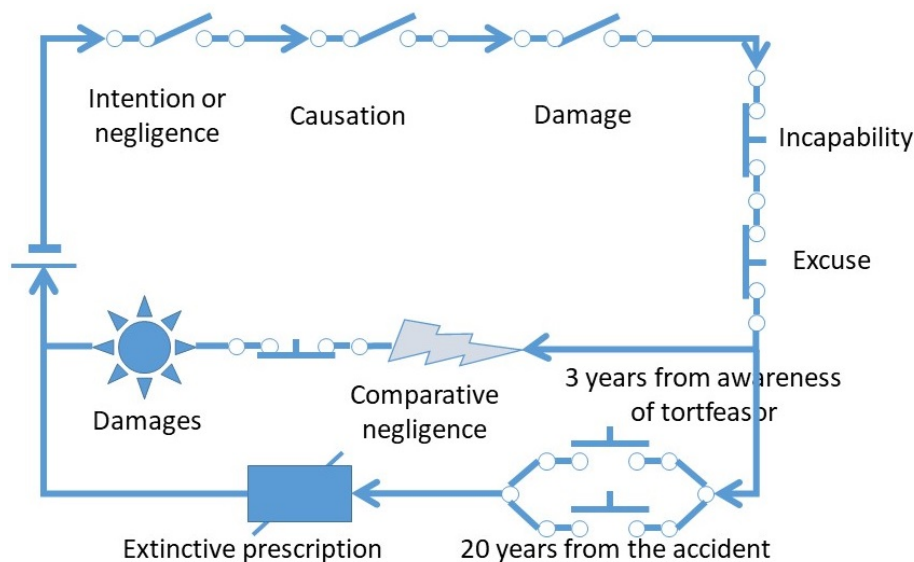 Intention or
negligence
Causation
Damage
Incapability
Excuse
Damages
Comparative
negligence
3 years from awareness
of tortfeasor
Extinctive prescription
20 years from the accident